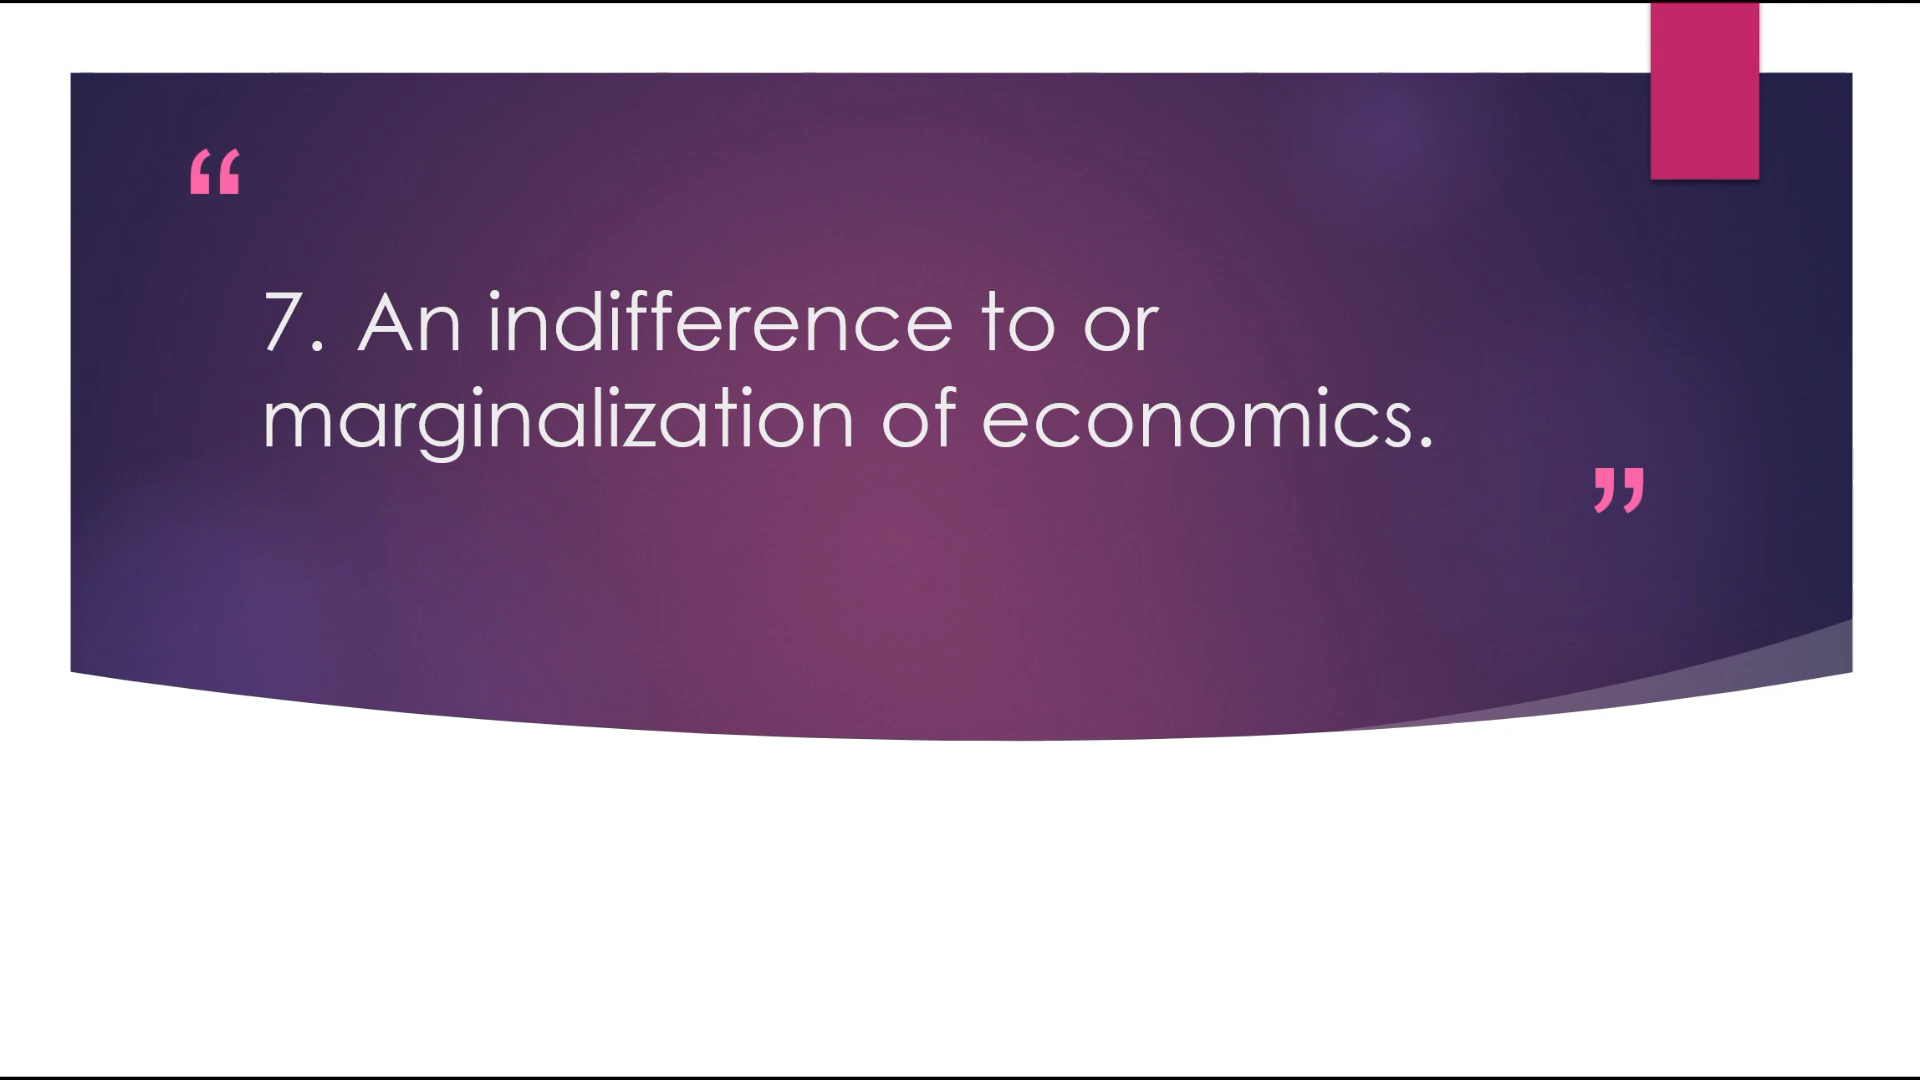 “
7. An indifference to or
marginalization of economics.
”